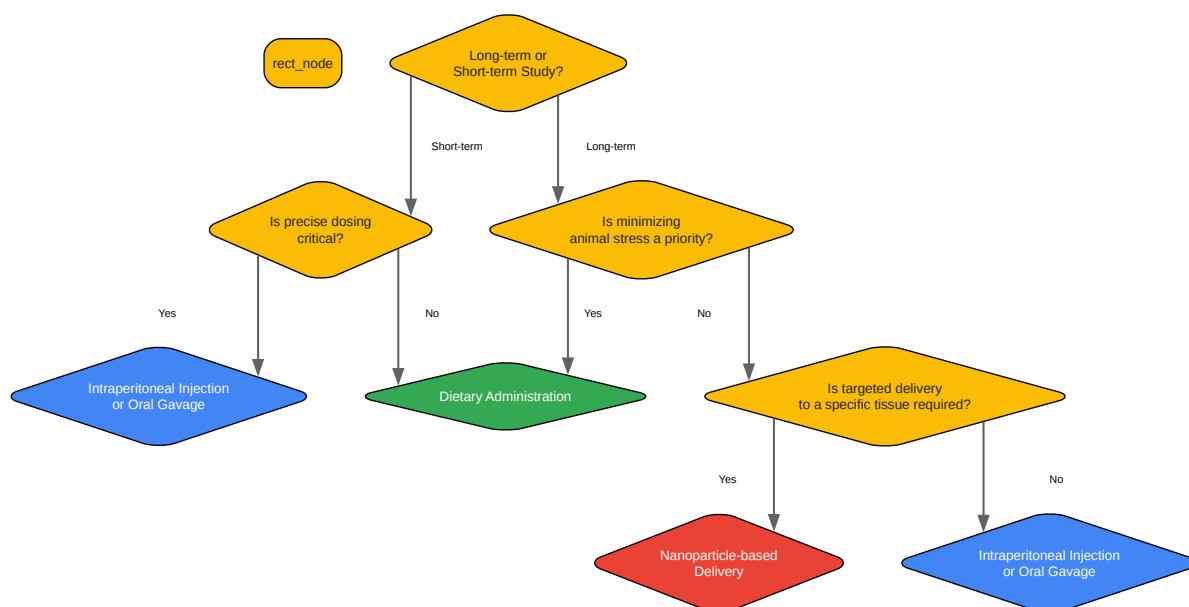 rect_node
Long-term or
Short-term Study?
Short-term
Long-term
Is precise dosing
critical?
Is minimizing
animal stress a priority?
Yes
No
Yes
No
Intraperitoneal Injection
or Oral Gavage
Dietary Administration
Is targeted delivery
to a specific tissue required?
Yes
No
Nanoparticle-based
Delivery
Intraperitoneal Injection
or Oral Gavage